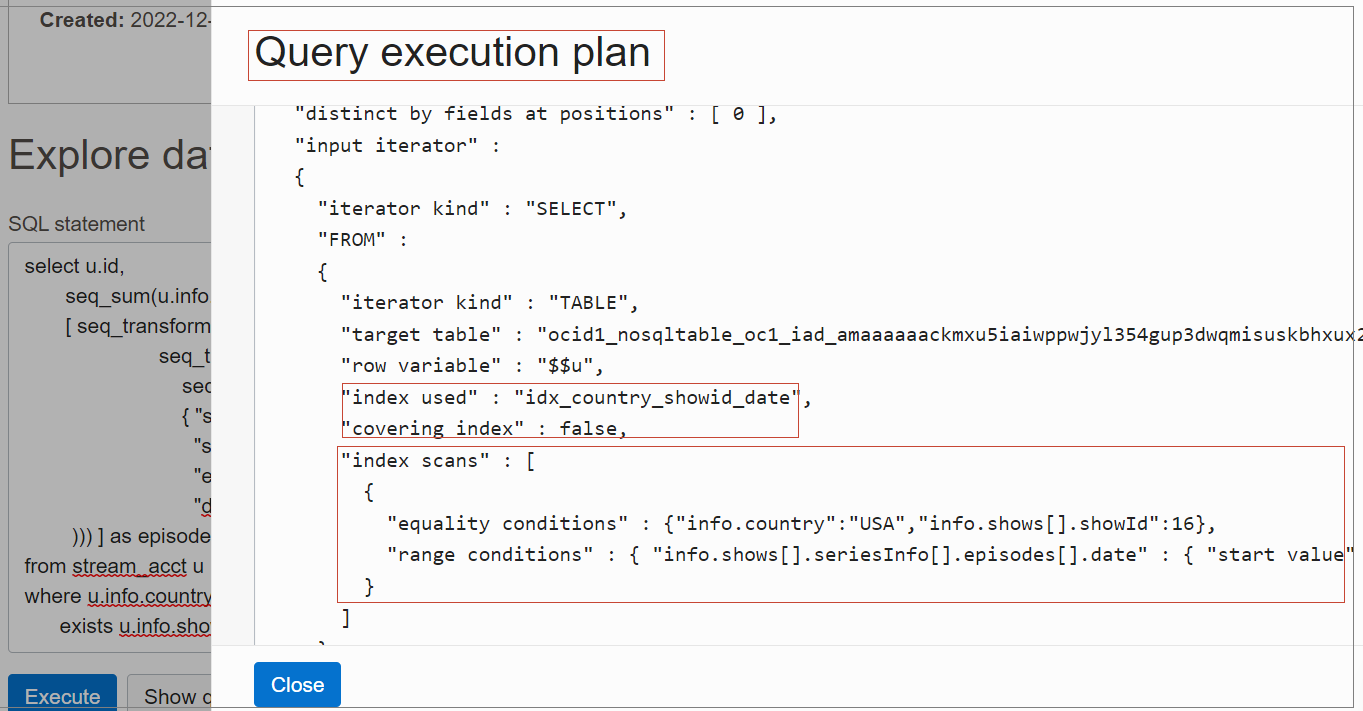 Created: 2022-12-
Explore da
SQL statement
select u.id,
seq_sum(u.info.
[ seq_transform
seq_t
sec
{ "s
"s
"e
"d
))) ] as episode
from stream_acct u
where u.info.country
exists u.info.sho
Execute
Show
Query execution plan
"distinct by fields at positions" : [ 0 ],
"input iterator" :
{
"iterator kind" : "SELECT",
"FROM" :
{
"iterator kind" : "TABLE",
"target table" : "ocid1_nosqltable_oc1_iad_amaaaaaackmxu5iaiwppwjyl354gup3dwqmisuskbhxux2
"row variable" : "$$u",
"index used" : "idx_country_showid_date",
"covering index" : false,
"index scans" : [
{
"equality conditions" : {"info.country":"USA","info.shows[].showId":16},
"range conditions" : { "info.shows[].seriesInfo[].episodes[].date" : { "start value"
}
]
Close